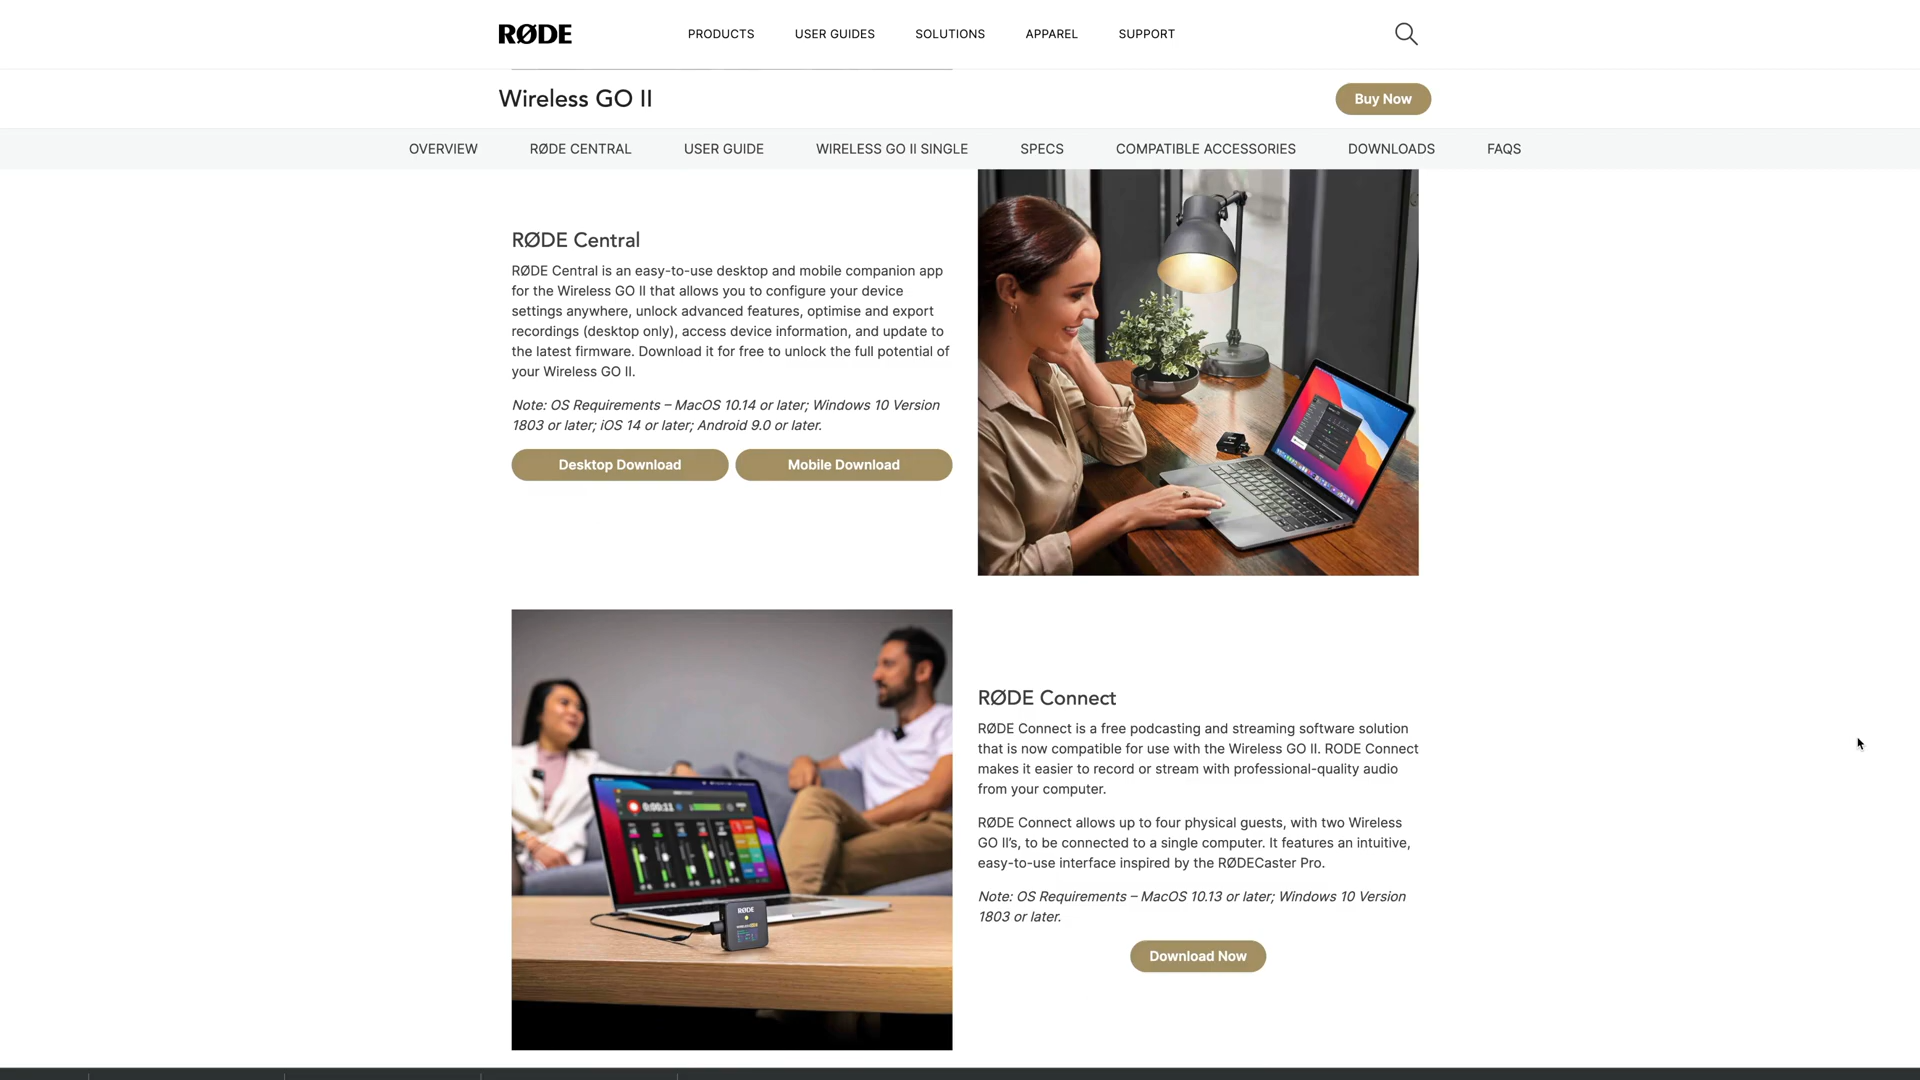 RØDE
PRODUCTS
USER GUIDES
SOLUTIONS
APPAREL
SUPPORT
Wireless GO II
Buy Now
OVERVIEW
RØDE CENTRAL
USER GUIDE
WIRELESS GO II SINGLE
SPECS
COMPATIBLE ACCESSORIES
DOWNLOADS
FAQS
RØDE Central
RØDE Central is an easy-to-use desktop and mobile companion app
for the Wireless GO II that allows you to configure your device
settings anywhere, unlock advanced features, optimise and export
recordings (desktop only), access device information, and update to
the latest firmware. Download it for free to unlock the full potential of
your Wireless GO II.
Note: OS Requirements – MacOS 10.14 or later; Windows 10 Version
1803 or later; iOS 14 or later; Android 9.0 or later.
Desktop Download
Mobile Download
0:00:11
RØDE
RØDE Connect
RØDE Connect is a free podcasting and streaming software solution
that is now compatible for use with the Wireless GO II. RODE Connect
makes it easier to record or stream with professional-quality audio
from your computer.
RØDE Connect allows up to four physical guests, with two Wireless
GO II's, to be connected to a single computer. It features an intuitive,
easy-to-use interface inspired by the RØDECaster Pro.
Note: OS Requirements – MacOS 10.13 or later; Windows 10 Version
1803 or later.
Download Now